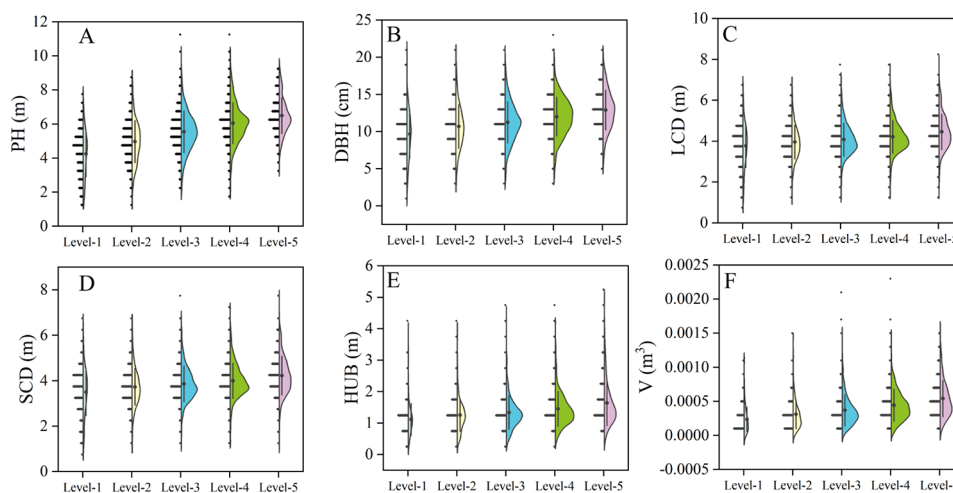 A
PH (m)
12
10
8
6
4
2
0
Level-1 Level-2 Level-3 Level-4 Level-5
B
DBH (cm)
25
20
15
10
5
0
Level-1 Level-2 Level-3 Level-4 Level-5
C
LCD (m)
10
8
6
4
2
0
Level-1 Level-2 Level-3 Level-4
D
SCD (m)
8
6
4
2
0
Level-1 Level-2 Level-3 Level-4 Level-5
E
HUB (m)
6
5
4
3
2
1
0
Level-1 Level-2 Level-3 Level-4 Level-5
F
V (m³)
0.0025
0.0020
0.0015
0.0010
0.0005
0.0000
-0.0005
Level-1 Level-2 Level-3 Level-4